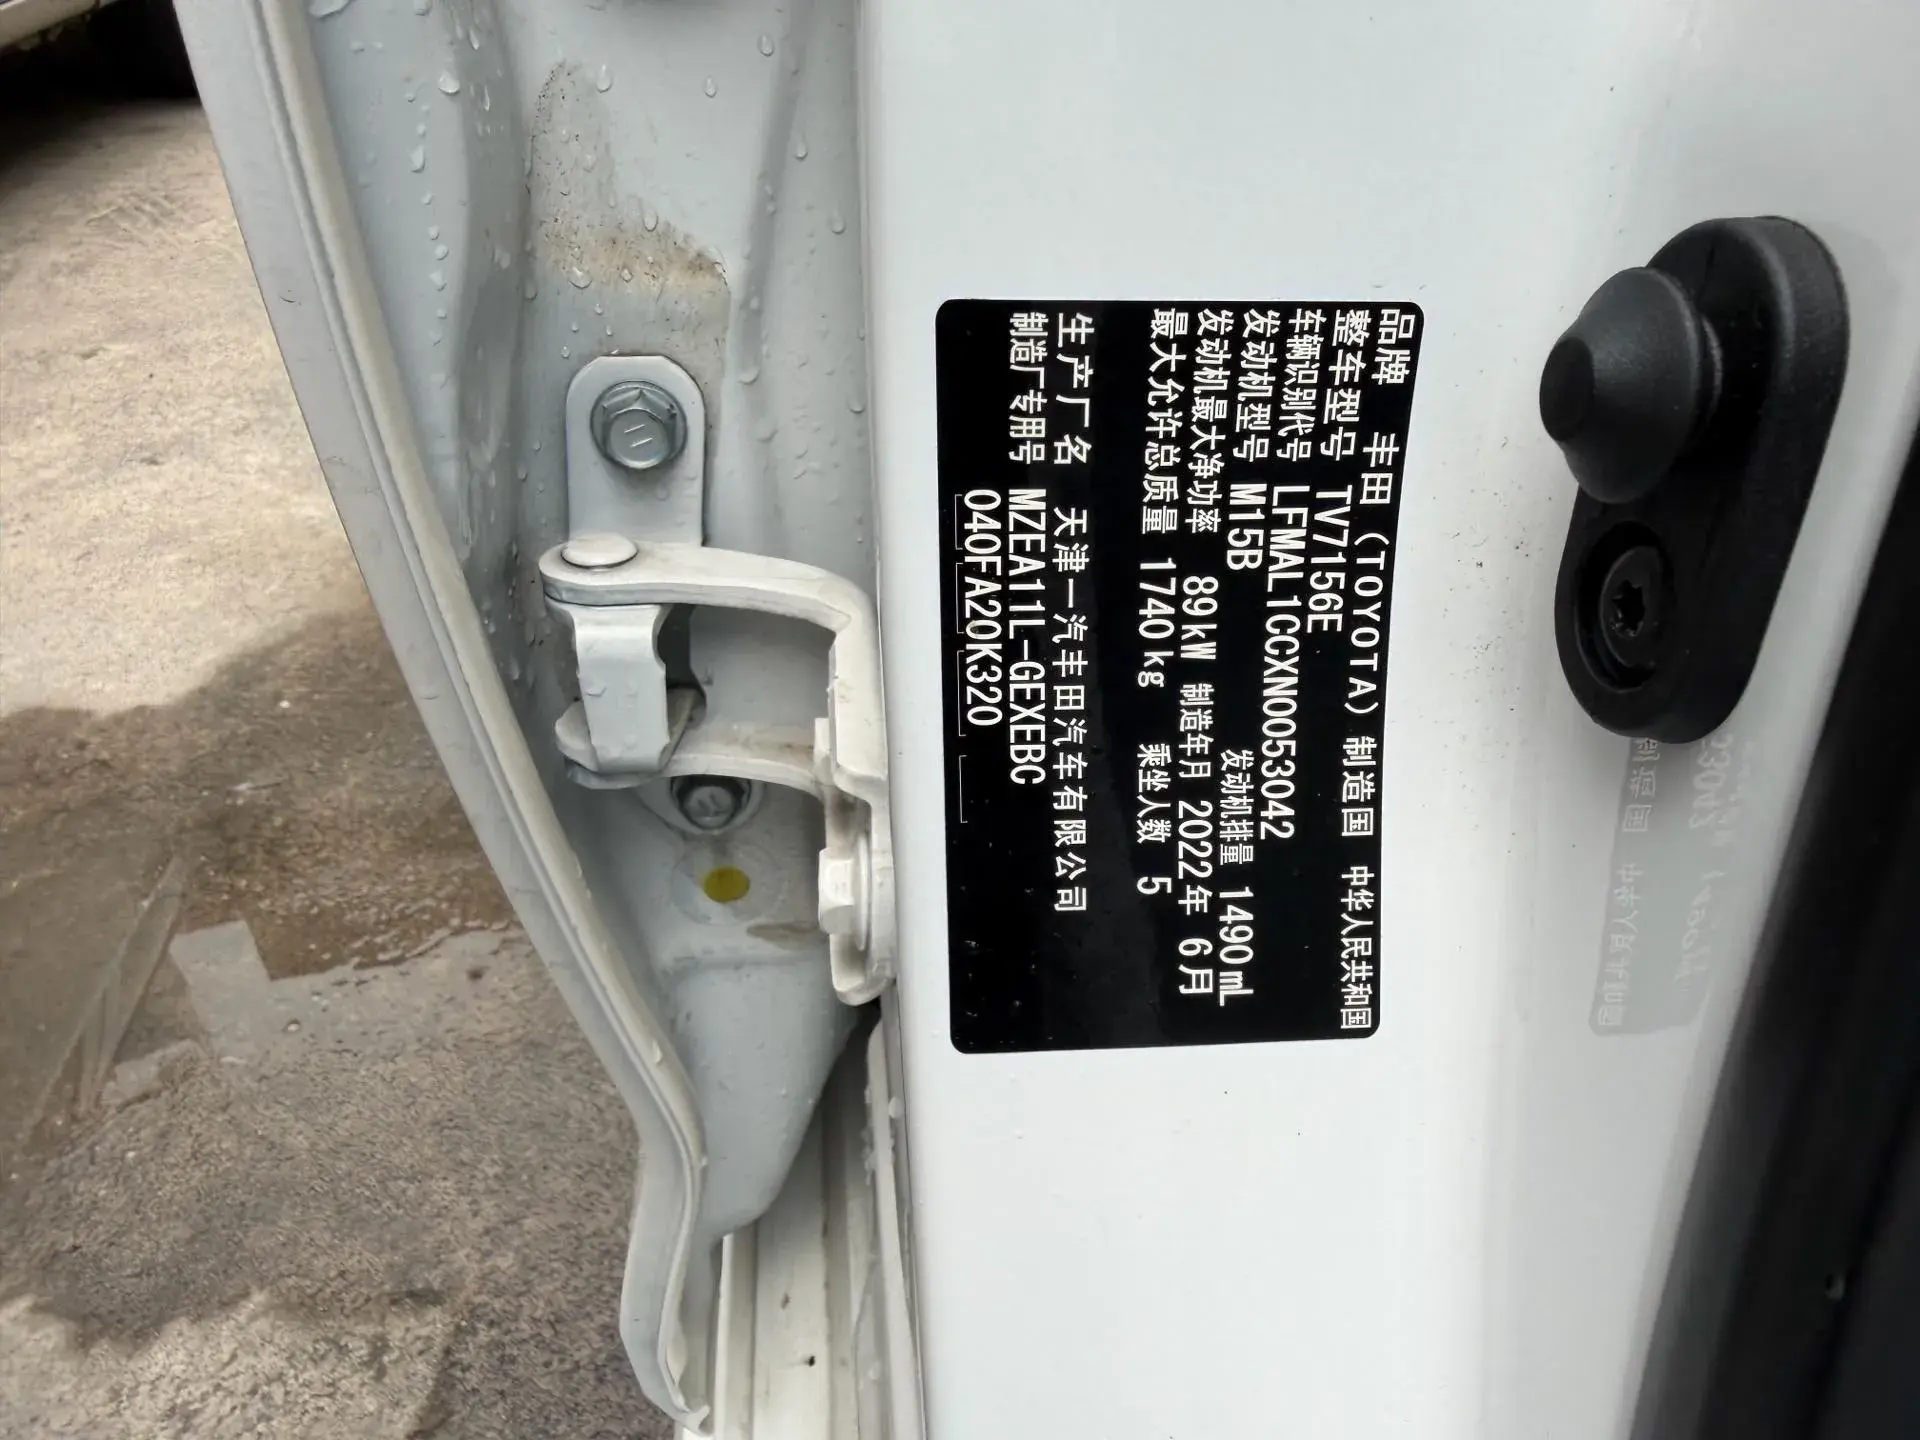 品牌 丰田（TOYOTA）制造国 中华人民共和国
整车型号 TV7156E
车辆识别代号 LFMAL1CCXN0053042
发动机型号 M15B 发动机排量 1490mL
发动机最大净功率 89kW 制造年月 2022年 6月
最大允许总质量 1740kg 乘坐人数 5
生产厂名 天津一汽丰田汽车有限公司
制造厂专用号 MZEA11L-GEXEBC
040FA20K320